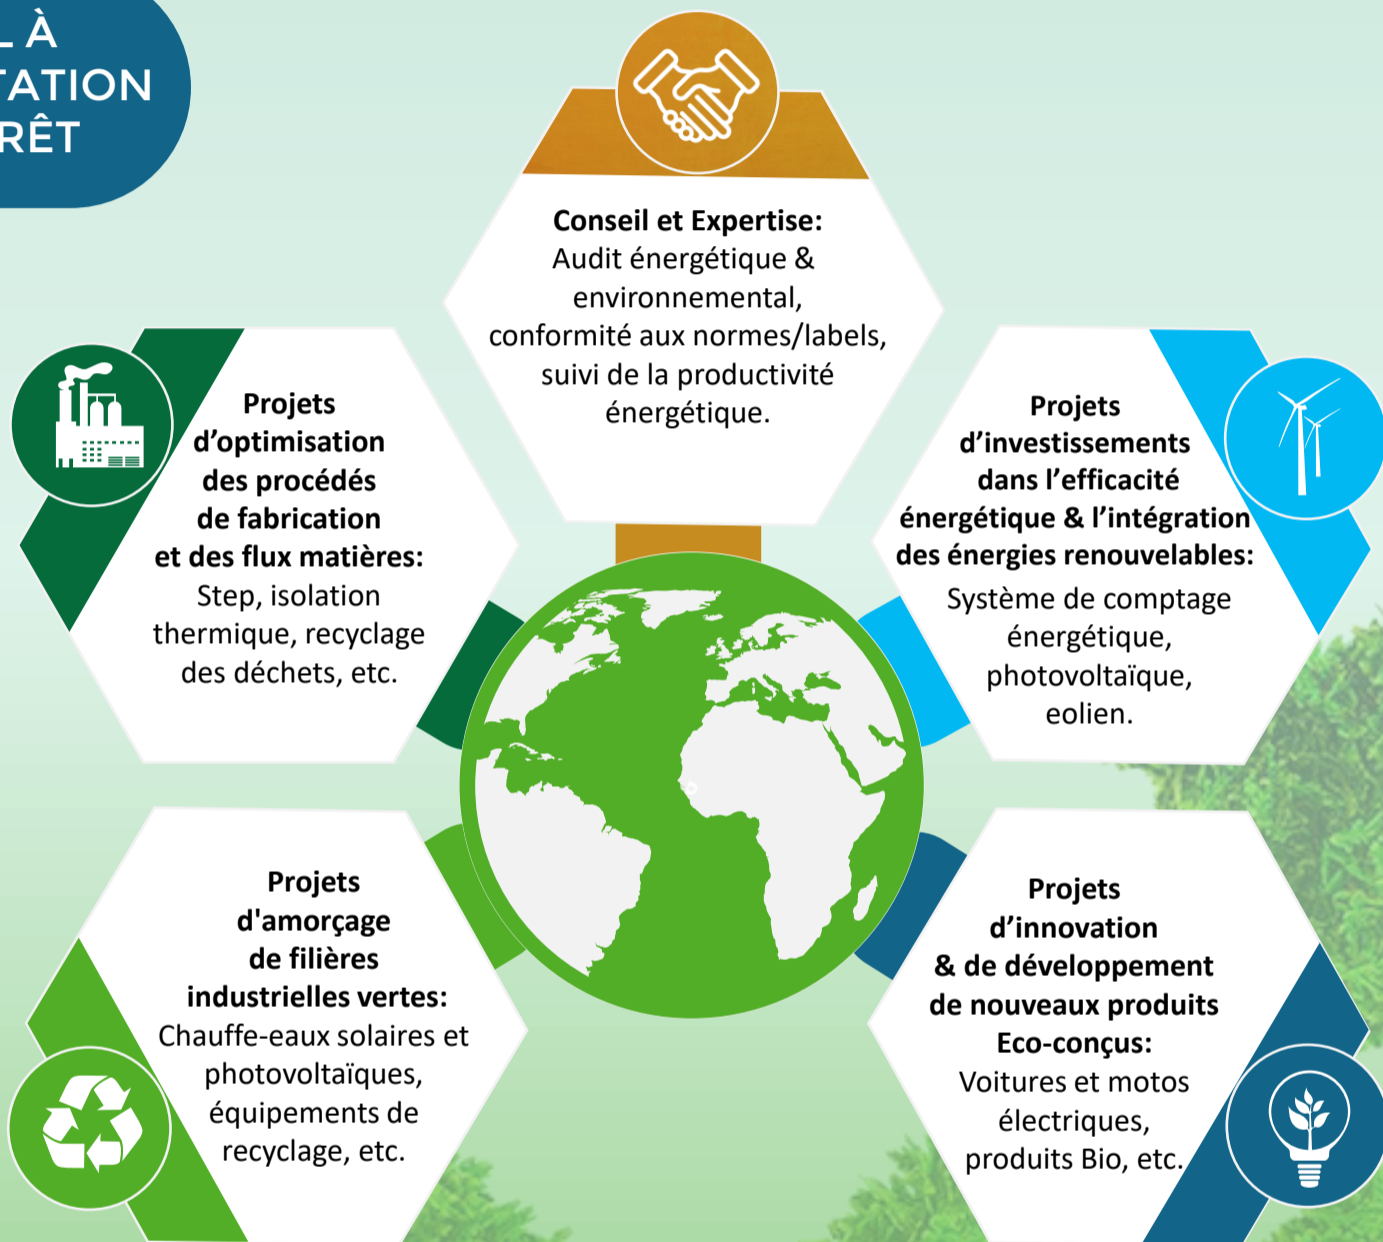 À
RÊT
Conseil et Expertise:
Audit énergétique &
environnemental,
conformité aux normes/labels,
suivi de la productivité
énergétique.
Projets
d’optimisation
des procédés
de fabrication
et des flux matières:
Step, isolation
thermique, recyclage
des déchets, etc.
Projets
d’investissements
dans l’efficacité
énergétique & l’intégration
des énergies renouvelables:
Système de comptage
énergétique,
photovoltaïque,
eolien.
Projets
d'amorçage
de filières
industrielles vertes:
Chauffe-eaux solaires et
photovoltaïques,
équipements de
recyclage, etc.
Projets
d’innovation
& de développement
de nouveaux produits
Eco-conçus:
Voitures et motos
électriques,
produits Bio, etc.